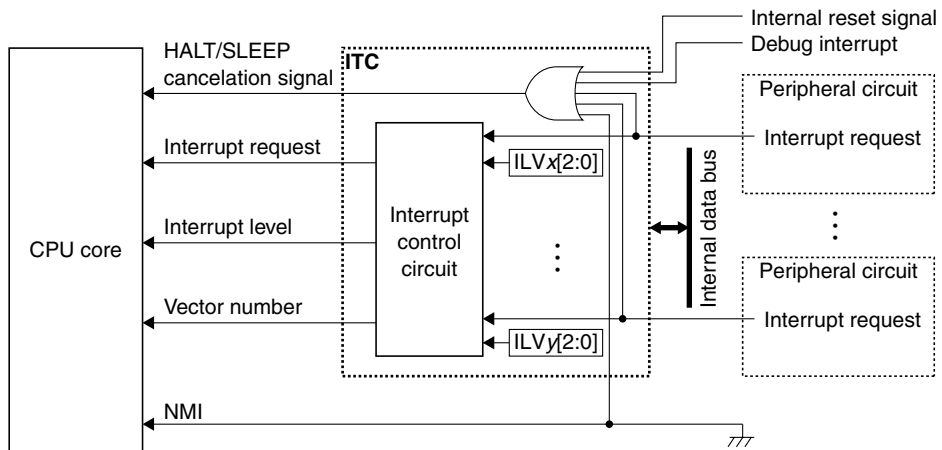 Internal reset signal
Debug interrupt
HALT/SLEEP
cancelation signal
ITC
Peripheral circuit
Interrupt request
Interrupt request
ILVx[2:0]
Interrupt level
Interrupt
control
circuit
CPU core
Internal data bus
Vector number
Peripheral circuit
Interrupt request
ILVy[2:0]
NMI